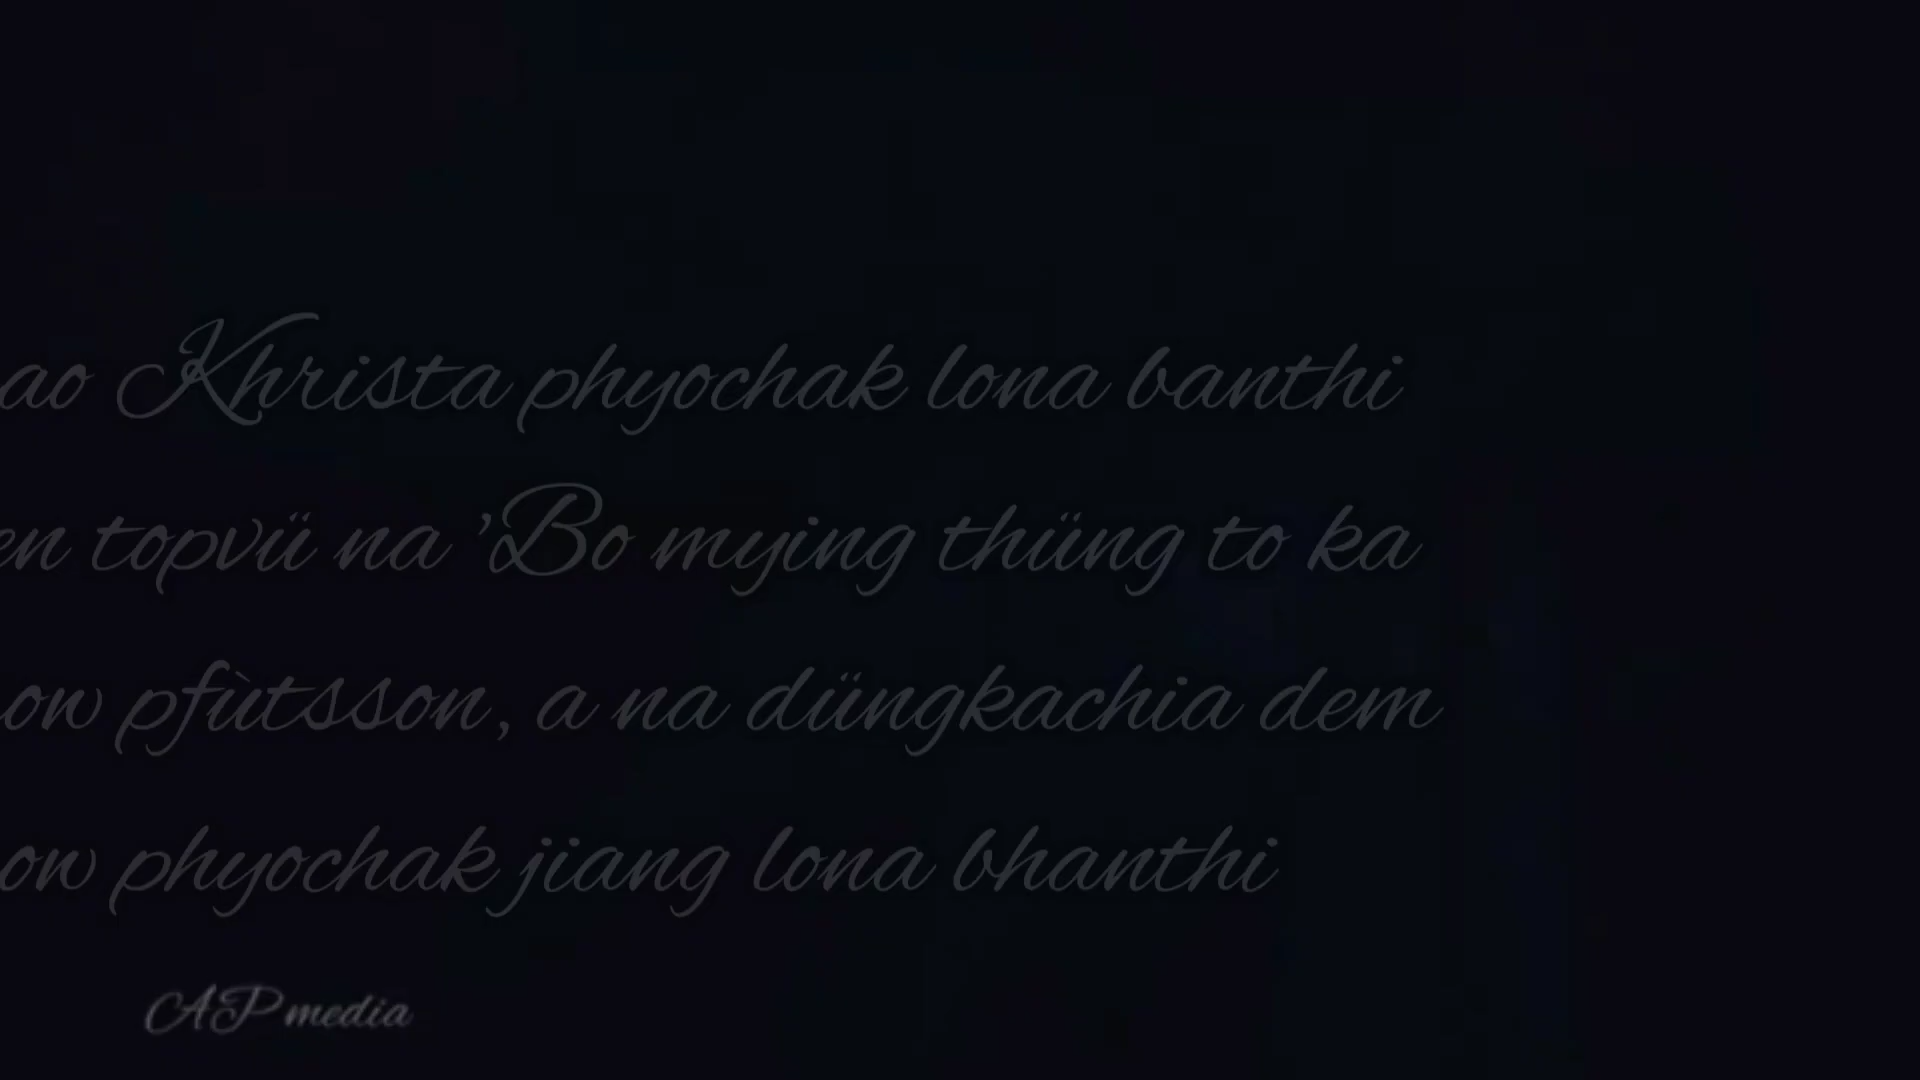 ao Khrista phyochak lona banthi
en topvü na 'Bo mying thüng to ka
ow pfùtsson, a na düngkachia dem
ow phyochak jiang lona bhanthi
AP media